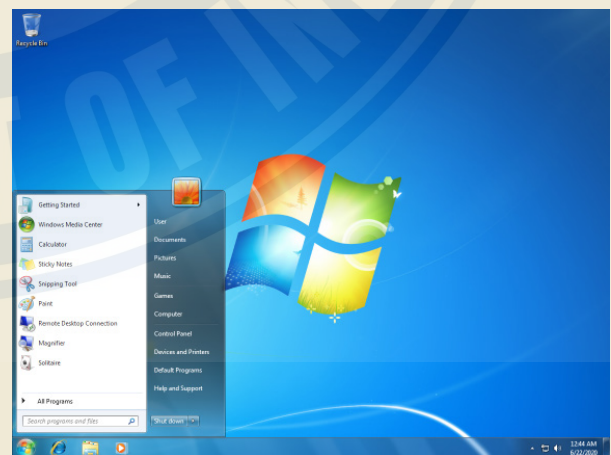 Recycle Bin
Getting Started
Windows Media Center
Calculator
Sticky Notes
Snipping Tool
Paint
Remote Desktop Connection
Magnifier
Solitaire
All Programs
Search programs and files
User
Documents
Pictures
Music
Games
Computer
Control Panel
Devices and Printers
Default Programs
Help and Support
Shut down
12:44 AM
6/22/2020